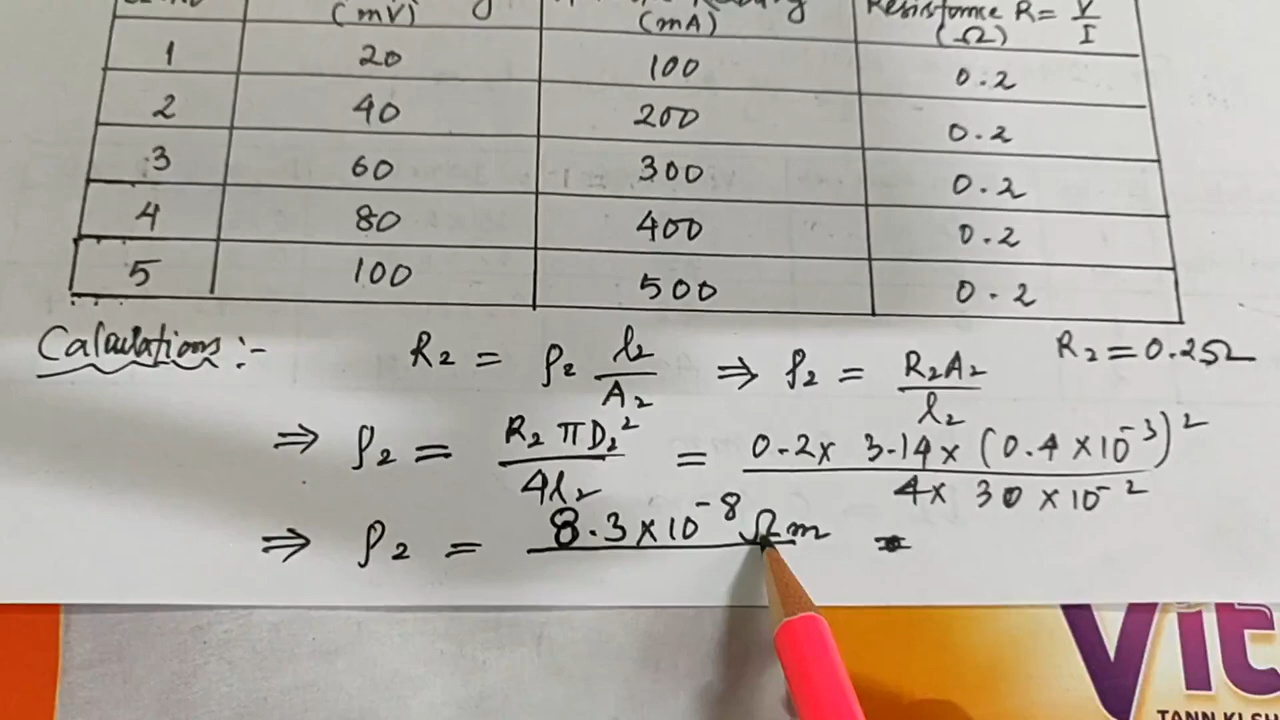 (mV) (mA) Resistance R = V/I (Ω)
1 20 100 0.2
2 40 200 0.2
3 60 300 0.2
4 80 400 0.2
5 100 500 0.2
Calculations :- R₂ = ρ₂ l₂/A₂ ⇒ ρ₂ = R₂A₂/l₂ R₂ = 0.2Ω
⇒ ρ₂ = R₂ πD₂²/4l₂ = 0.2 x 3.14 x (0.4 x 10⁻³)²/4 x 30 x 10⁻²
⇒ ρ₂ = 8.3 x 10⁻⁸ Ωm
Vit